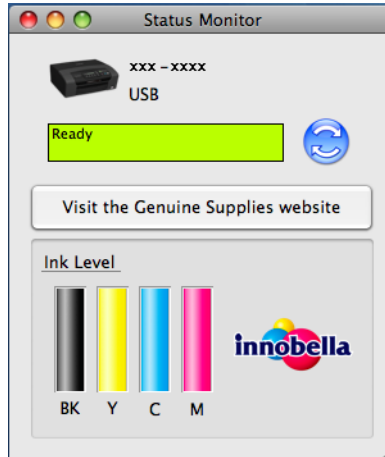 Status Monitor
xxx – xxxx
USB
Ready
Visit the Genuine Supplies website
Ink Level
innobella
BK Y C M